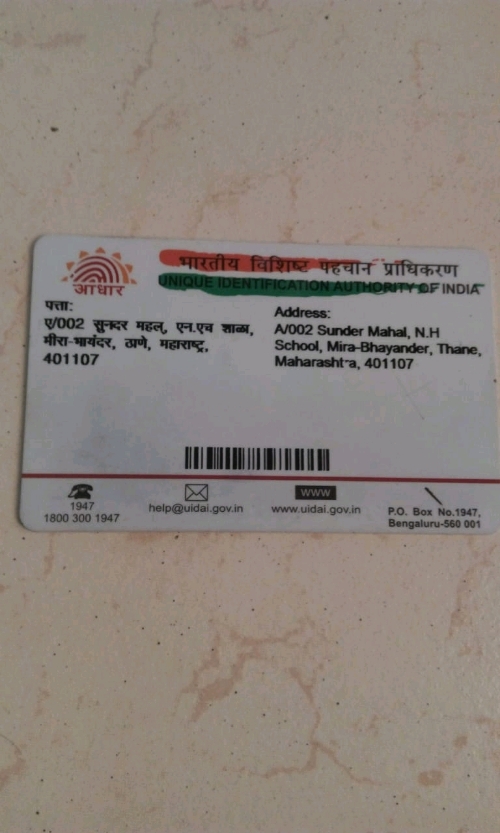 भारतीय विशिष्ट पहचान प्राधिकरण
UNIQUE IDENTIFICATION AUTHORITY OF INDIA
आधार
पत्ता:
ए/002 सुनदर महल, एन.एच शाळा,
मीरा-भायंदर, ठाणे, महाराष्ट्र,
401107
Address:
A/002 Sunder Mahal, N.H
School, Mira-Bhayander, Thane,
Maharashtra, 401107
1947
1800 300 1947
help@uidai.gov.in
www
www.uidai.gov.in
P.O. Box No.1947,
Bengaluru-560 001